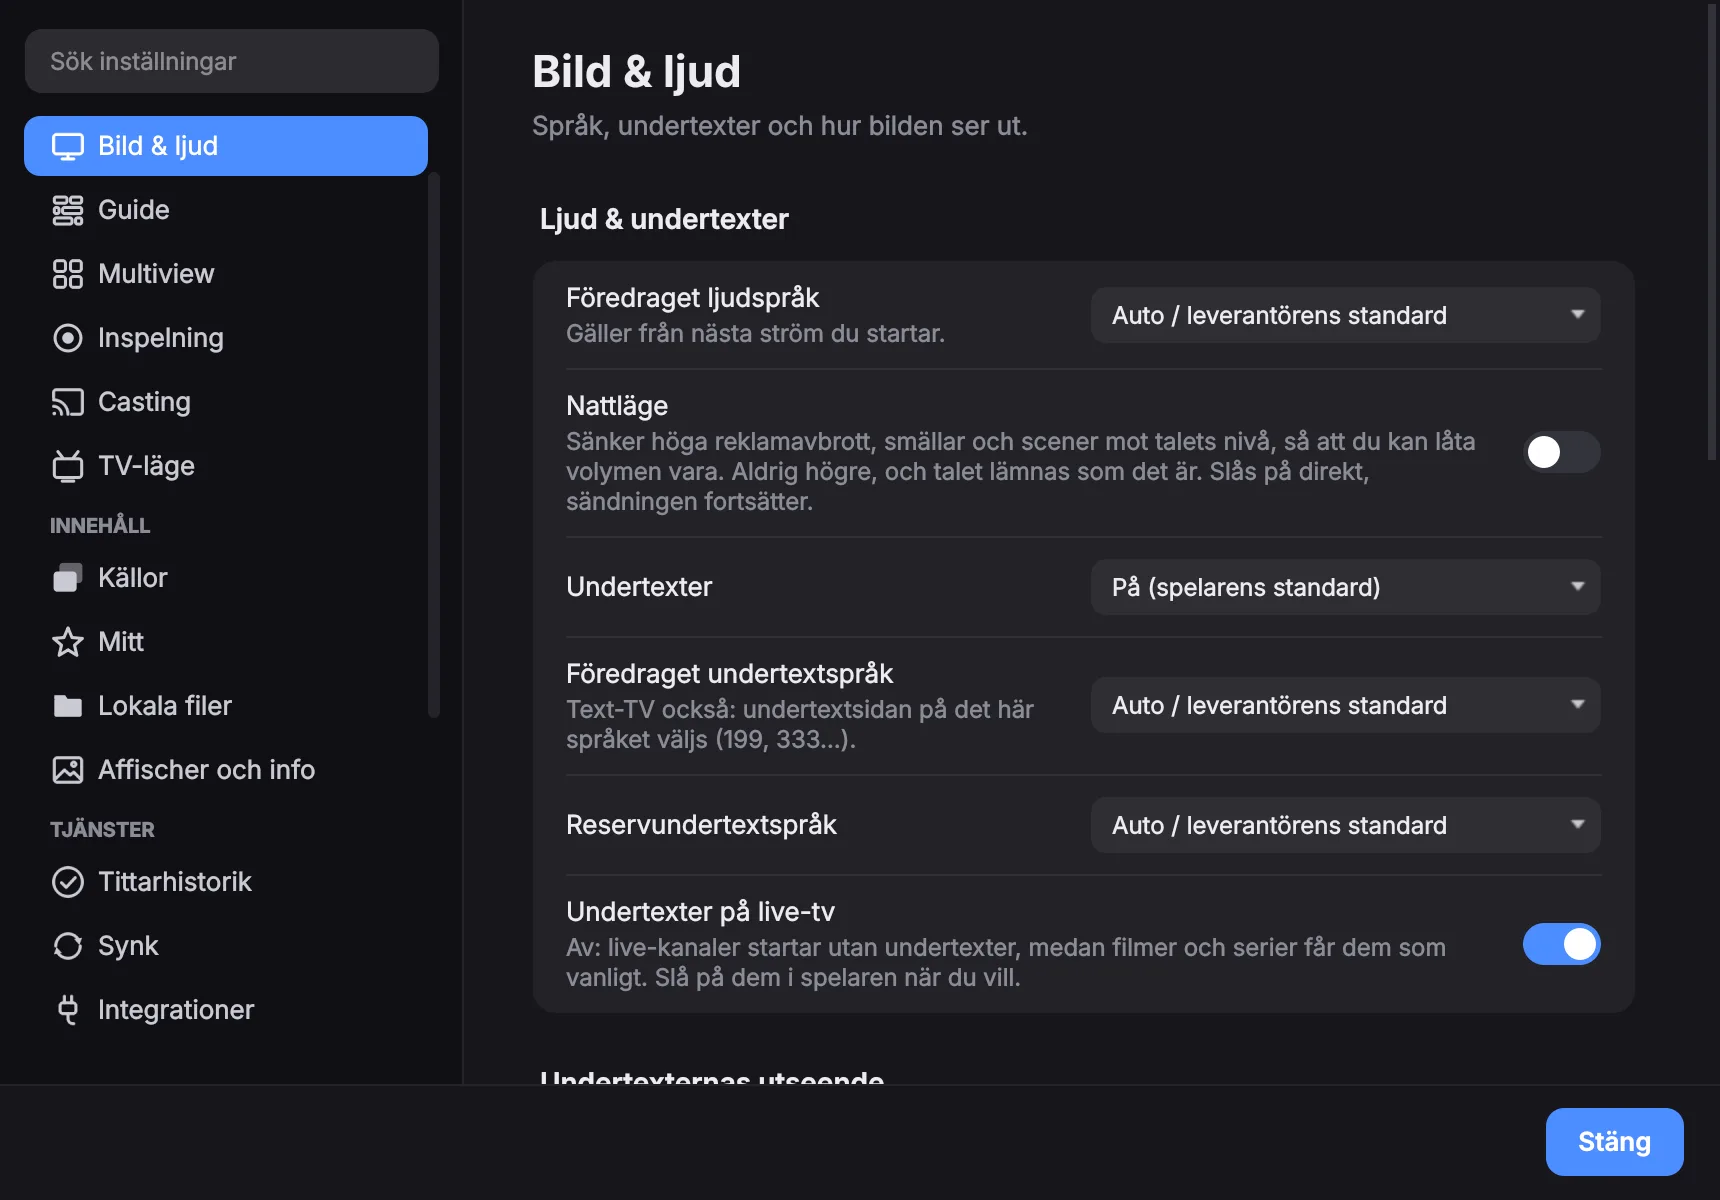 Sök inställningar
Bild & ljud
Guide
Multiview
Inspelning
Casting
TV-läge
INNEHÅLL
Källor
Mitt
Lokala filer
Affischer och info
TJÄNSTER
Tittarhistorik
Synk
Integrationer
Bild & ljud
Språk, undertexter och hur bilden ser ut.
Ljud & undertexter
Föredraget ljudspråk
Gäller från nästa ström du startar.
Auto / leverantörens standard
Nattläge
Sänker höga reklamavbrott, smällar och scener mot talets nivå, så att du kan låta
volymen vara. Aldrig högre, och talet lämnas som det är. Slås på direkt,
sändningen fortsätter.
Undertexter
På (spelarens standard)
Föredraget undertextspråk
Text-TV också: undertextsidan på det här
språket väljs (199, 333...).
Auto / leverantörens standard
Reservundertextspråk
Auto / leverantörens standard
Undertexter på live-tv
Av: live-kanaler startar utan undertexter, medan filmer och serier får dem som
vanligt. Slå på dem i spelaren när du vill.
Undertexternas utseende
Stäng